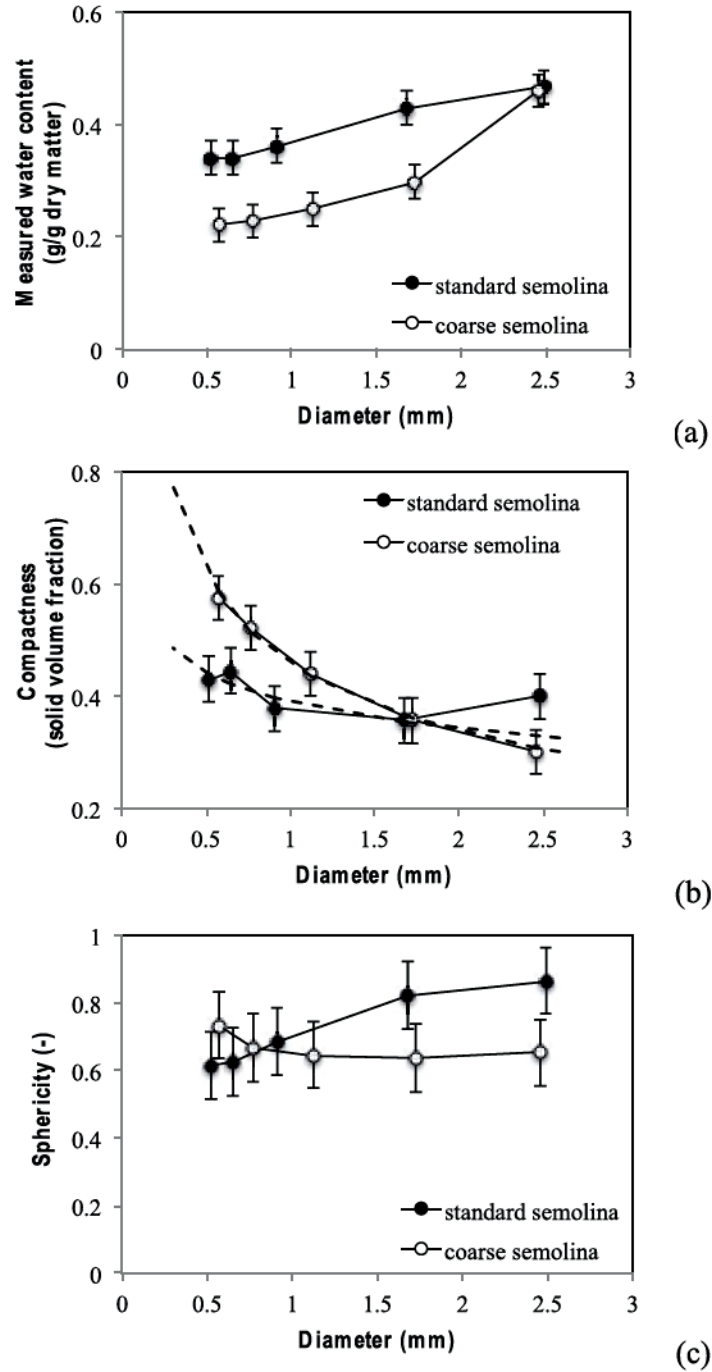 0.6
0.4
0.2
0
Measured water content
(g/g dry matter)
standard semolina
coarse semolina
0 0.5 1 1.5 2 2.5 3
Diameter (mm)
(a)
0.8
0.6
0.4
0.2
Compactness
(solid volume fraction)
standard semolina
coarse semolina
0 0.5 1 1.5 2 2.5 3
Diameter (mm)
(b)
1
0.8
0.6
0.4
0.2
0
Sphericity (-)
standard semolina
coarse semolina
0 0.5 1 1.5 2 2.5 3
Diameter (mm)
(c)